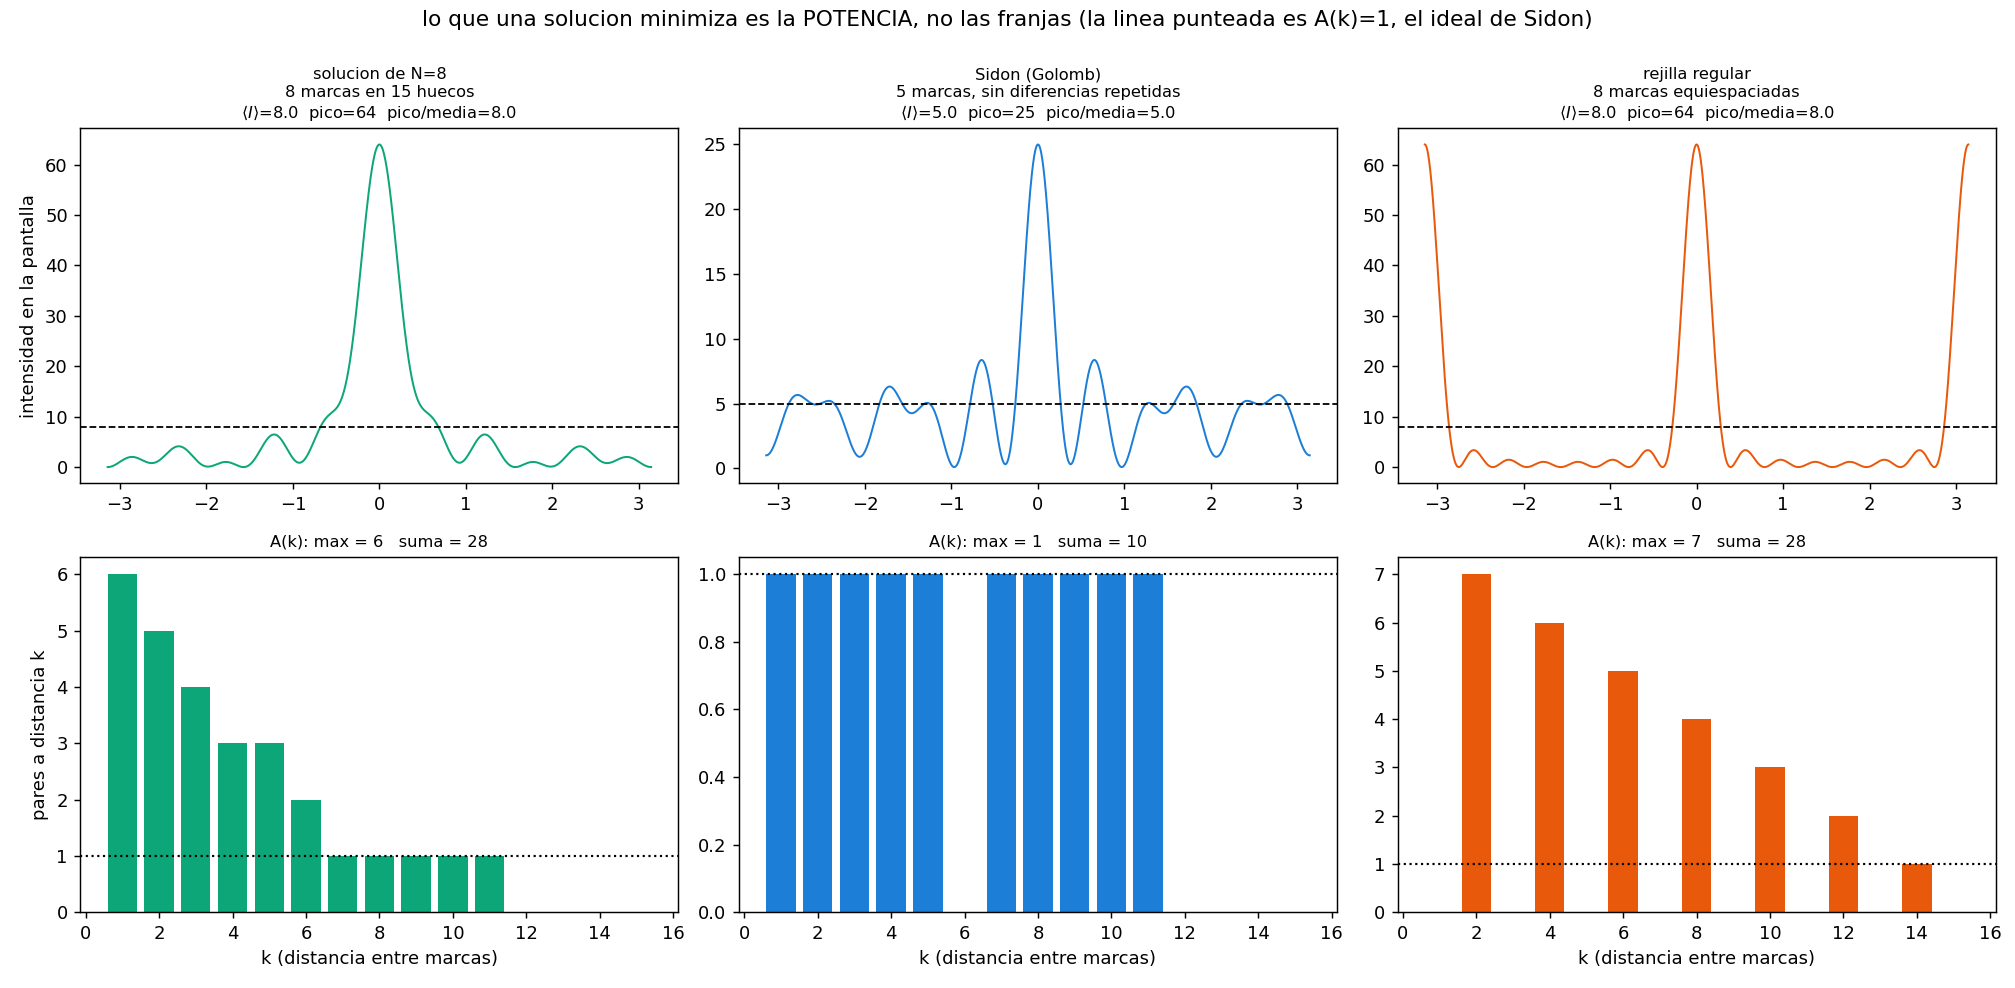 lo que una solucion minimiza es la POTENCIA, no las franjas (la linea punteada es A(k)=1, el ideal de Sidon)
solucion de N=8
8 marcas en 15 huecos
⟨I⟩=8.0 pico=64 pico/media=8.0
intensidad en la pantalla
60
50
40
30
20
10
0
−3 −2 −1 0 1 2 3
Sidon (Golomb)
5 marcas, sin diferencias repetidas
⟨I⟩=5.0 pico=25 pico/media=5.0
25
20
15
10
5
0
−3 −2 −1 0 1 2 3
rejilla regular
8 marcas equiespaciadas
⟨I⟩=8.0 pico=64 pico/media=8.0
60
50
40
30
20
10
0
−3 −2 −1 0 1 2 3
A(k): max = 6 suma = 28
pares a distancia k
6
5
4
3
2
1
0
0 2 4 6 8 10 12 14 16
k (distancia entre marcas)
A(k): max = 1 suma = 10
1.0
0.8
0.6
0.4
0.2
0.0
0 2 4 6 8 10 12 14 16
k (distancia entre marcas)
A(k): max = 7 suma = 28
7
6
5
4
3
2
1
0
0 2 4 6 8 10 12 14 16
k (distancia entre marcas)